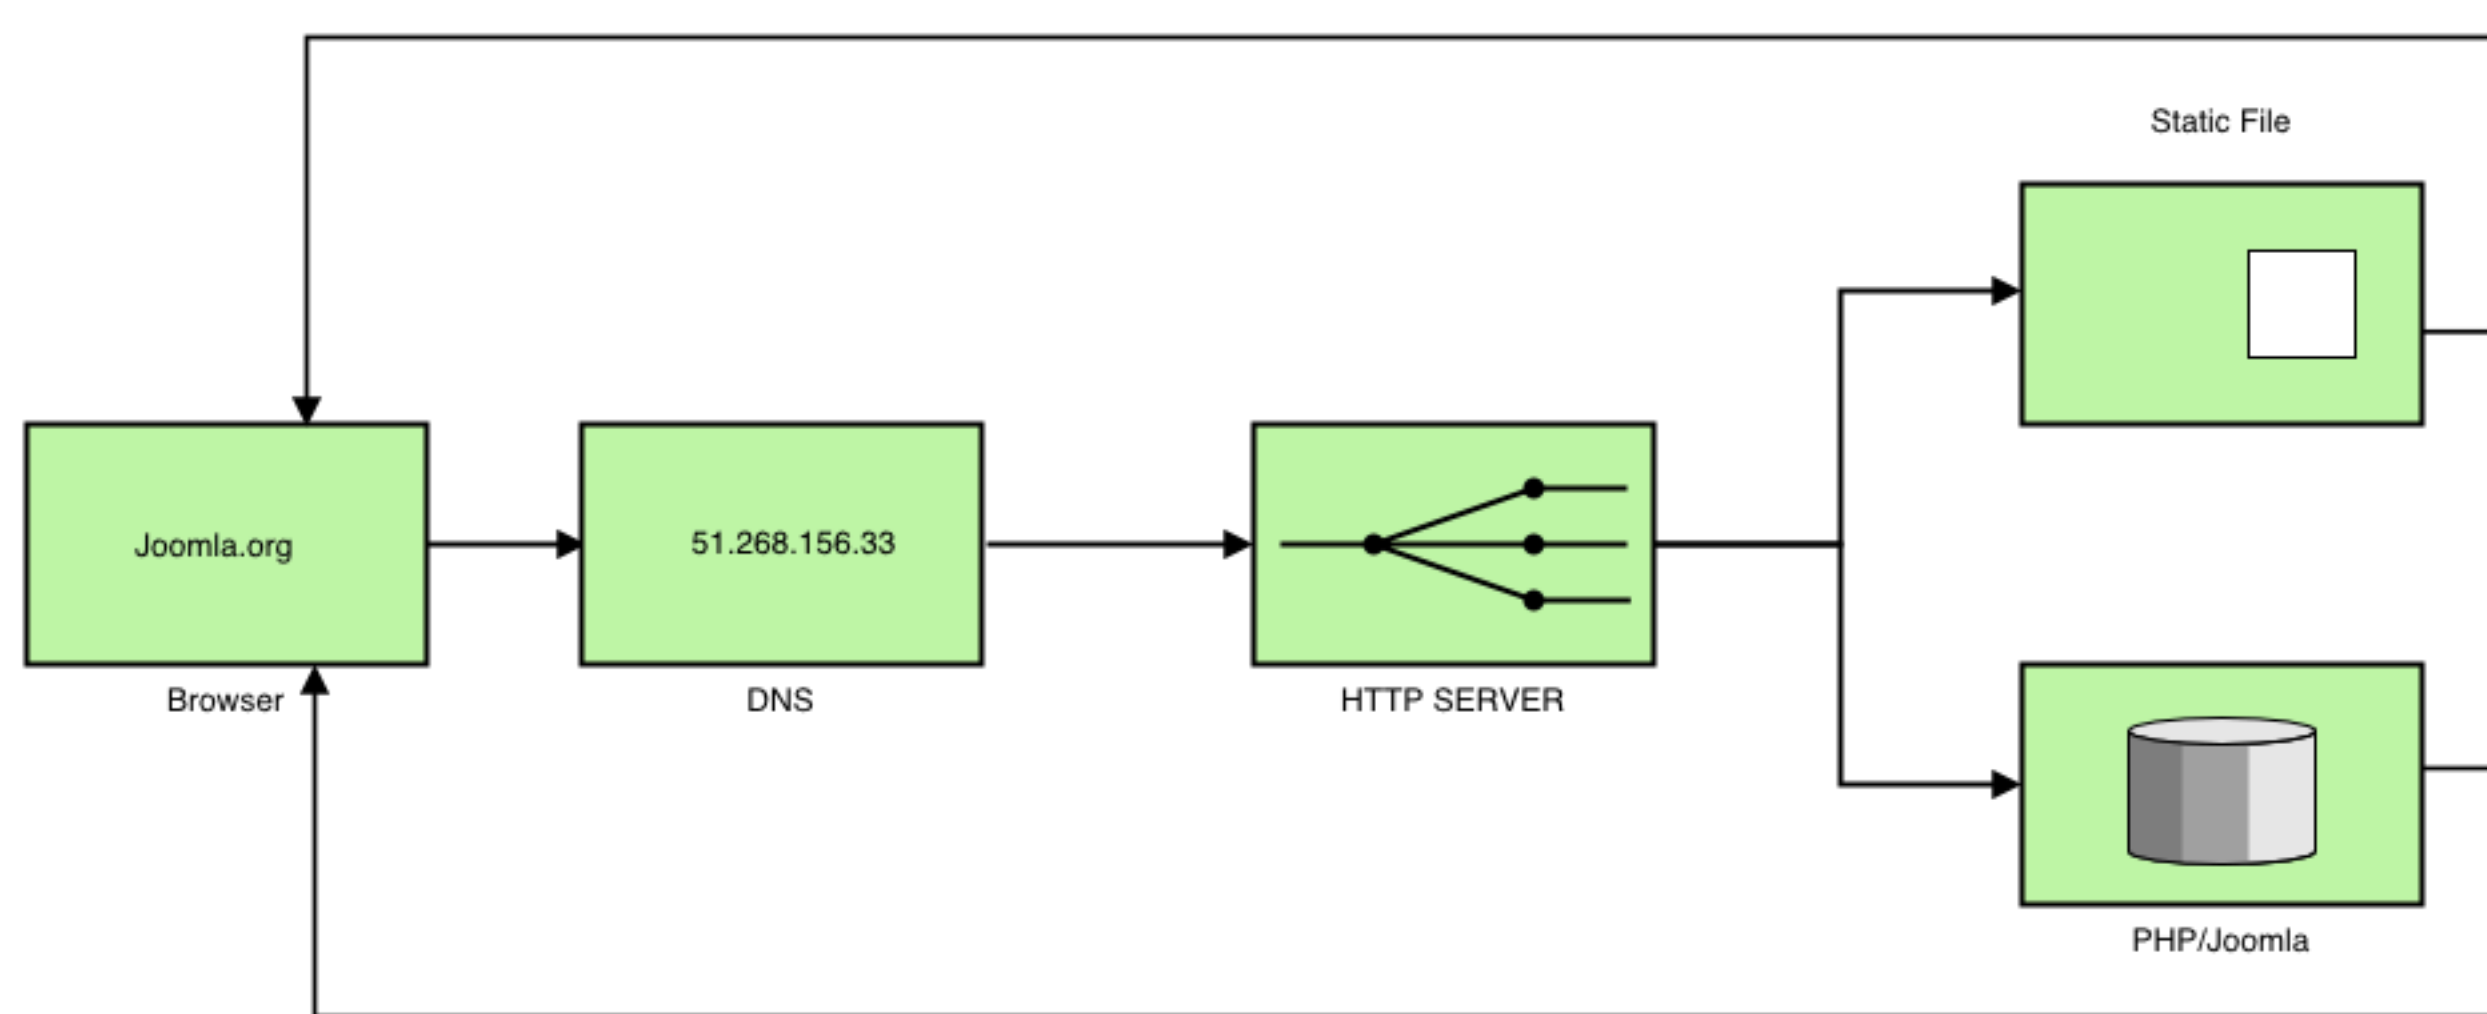 Static File
Joomla.org
51.268.156.33
Browser
DNS
HTTP SERVER
PHP/Joomla